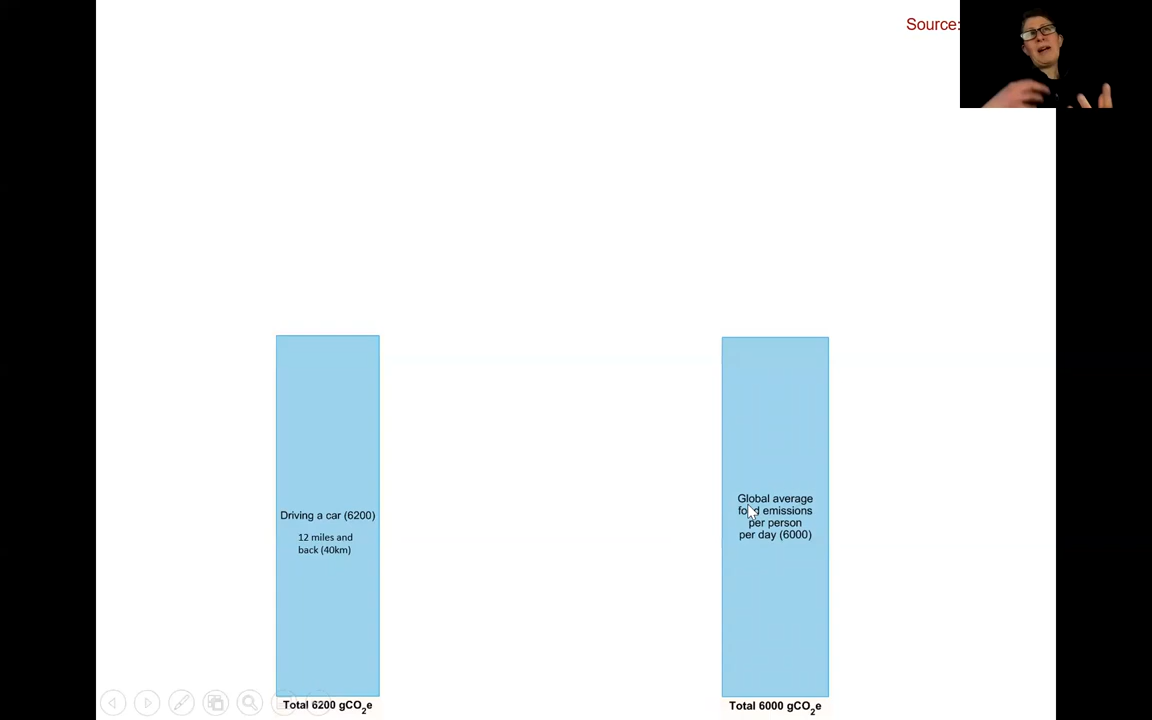 Source:
Driving a car (6200)
12 miles and
back (40km)
Total 6200 gCO2e
Global average
food emissions
per person
per day (6000)
Total 6000 gCO2e